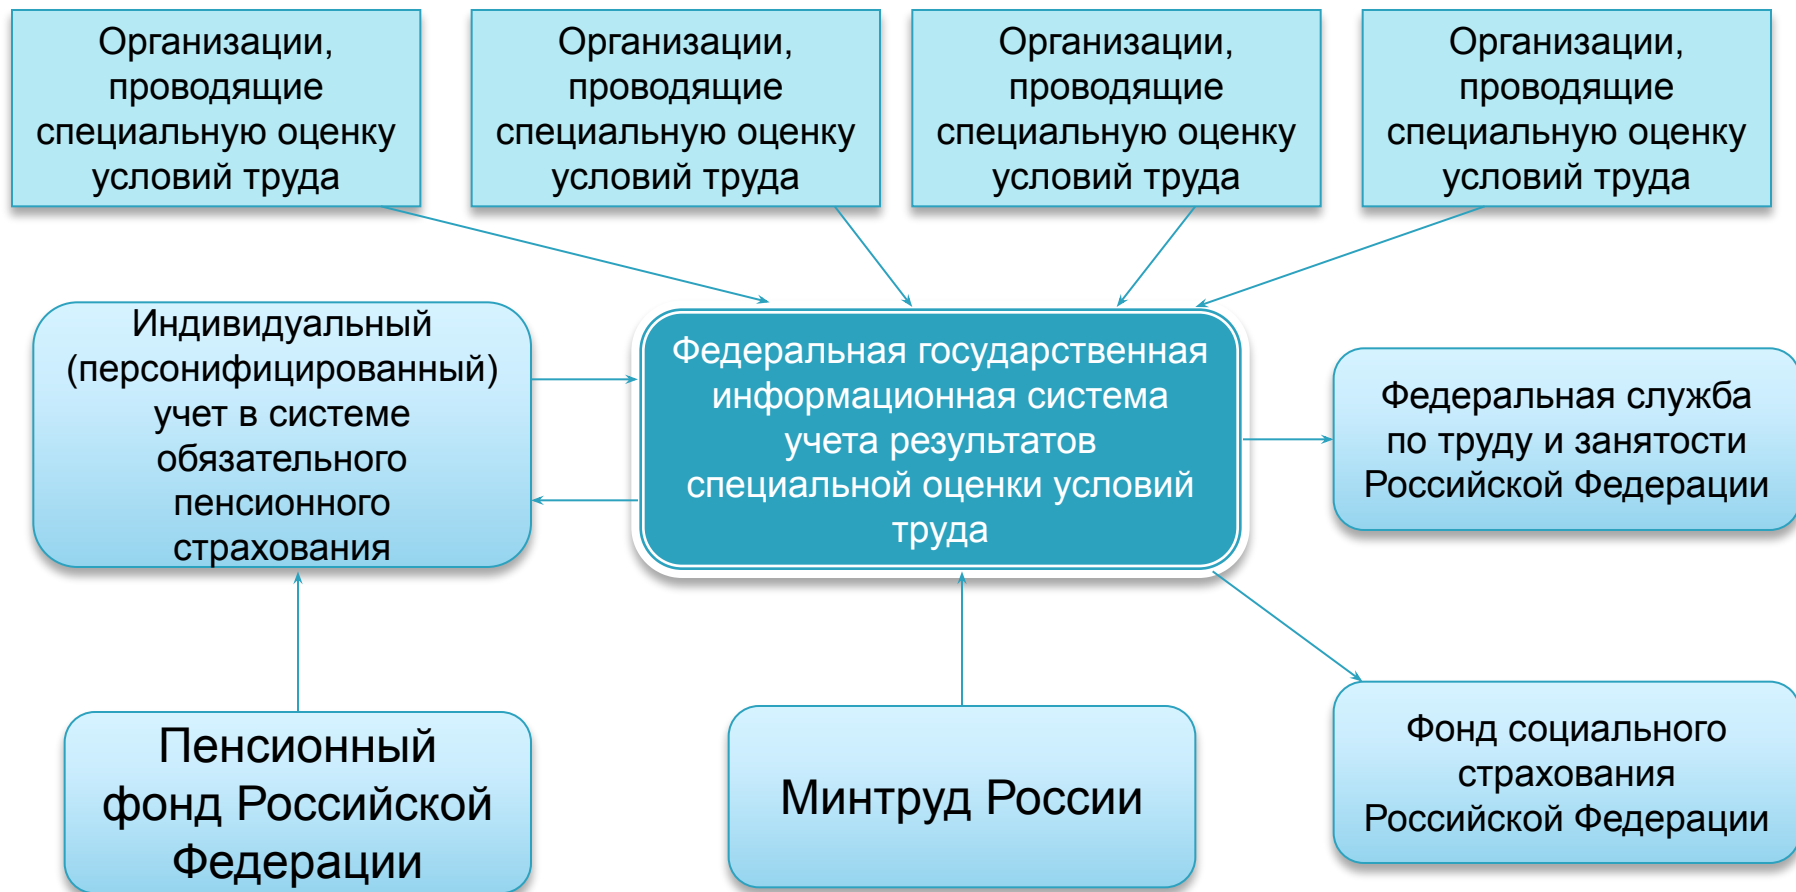 Организации,
проводящие
специальную оценку
условий труда
Организации,
проводящие
специальную оценку
условий труда
Организации,
проводящие
специальную оценку
условий труда
Организации,
проводящие
специальную оценку
условий труда
Индивидуальный
(персонифицированный)
учет в системе
обязательного
пенсионного
страхования
Федеральная государственная
информационная система
учета результатов
специальной оценки условий
труда
Федеральная служба
по труду и занятости
Российской Федерации
Пенсионный
фонд Российской
Федерации
Минтруд России
Фонд социального
страхования
Российской Федерации